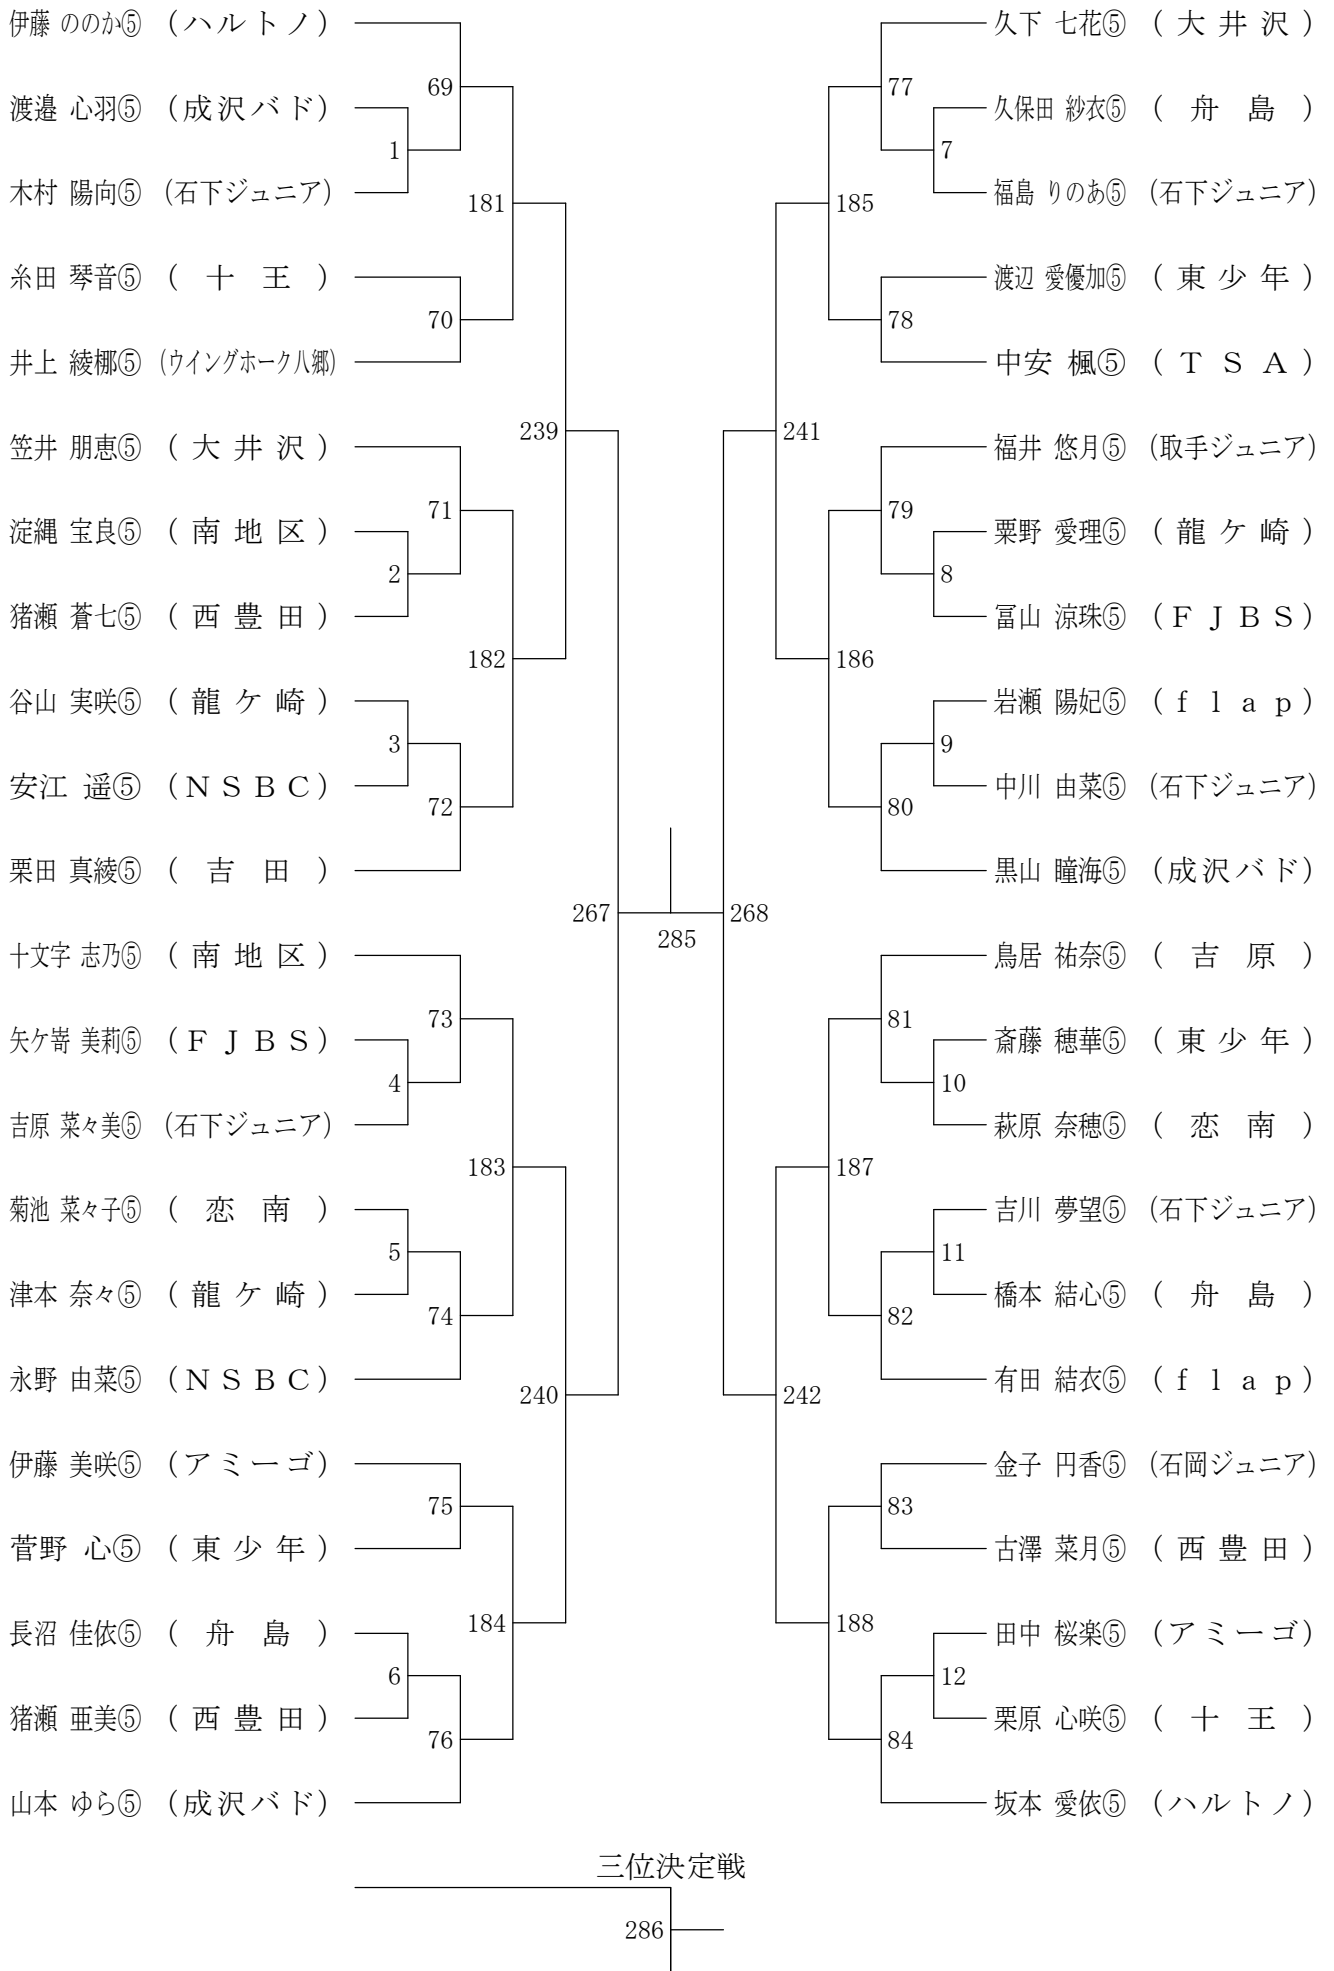 伊藤 ののか⑤ (ハルトノ)
渡邉 心羽⑤ (成沢バド)
木村 陽向⑤ (石下ジュニア)
糸田 琴音⑤ (十王)
井上 綾梛⑤ (ウイングホーク八郷)
笠井 朋恵⑤ (大井沢)
淀縄 宝良⑤ (南地区)
猪瀬 蒼七⑤ (西豊田)
谷山 実咲⑤ (龍ケ崎)
安江 遥⑤ (NSBC)
栗田 真綾⑤ (吉田)
十文字 志乃⑤ (南地区)
矢ケ嵜 美莉⑤ (FJBS)
吉原 菜々美⑤ (石下ジュニア)
菊池 菜々子⑤ (恋南)
津本 奈々⑤ (龍ケ崎)
永野 由菜⑤ (NSBC)
伊藤 美咲⑤ (アミーゴ)
菅野 心⑤ (東少年)
長沼 佳依⑤ (舟島)
猪瀬 亜美⑤ (西豊田)
山本 ゆら⑤ (成沢バド)
1
2
3
4
5
6
69
70
71
72
73
74
75
76
181
182
183
184
239
240
267
285
268
241
242
185
186
187
188
77
78
79
80
81
82
83
84
7
8
9
10
11
12
久下 七花⑤ (大井沢)
久保田 紗衣⑤ (舟島)
福島 りのあ⑤ (石下ジュニア)
渡辺 愛優加⑤ (東少年)
中安 楓⑤ (TSA)
福井 悠月⑤ (取手ジュニア)
粟野 愛理⑤ (龍ケ崎)
冨山 涼珠⑤ (FJBS)
岩瀬 陽妃⑤ (flap)
中川 由菜⑤ (石下ジュニア)
黒山 瞳海⑤ (成沢バド)
鳥居 祐奈⑤ (吉原)
斎藤 穂華⑤ (東少年)
萩原 奈穂⑤ (恋南)
吉川 夢望⑤ (石下ジュニア)
橋本 結心⑤ (舟島)
有田 結衣⑤ (flap)
金子 円香⑤ (石岡ジュニア)
古澤 菜月⑤ (西豊田)
田中 桜楽⑤ (アミーゴ)
栗原 心咲⑤ (十王)
坂本 愛依⑤ (ハルトノ)
三位決定戦
286